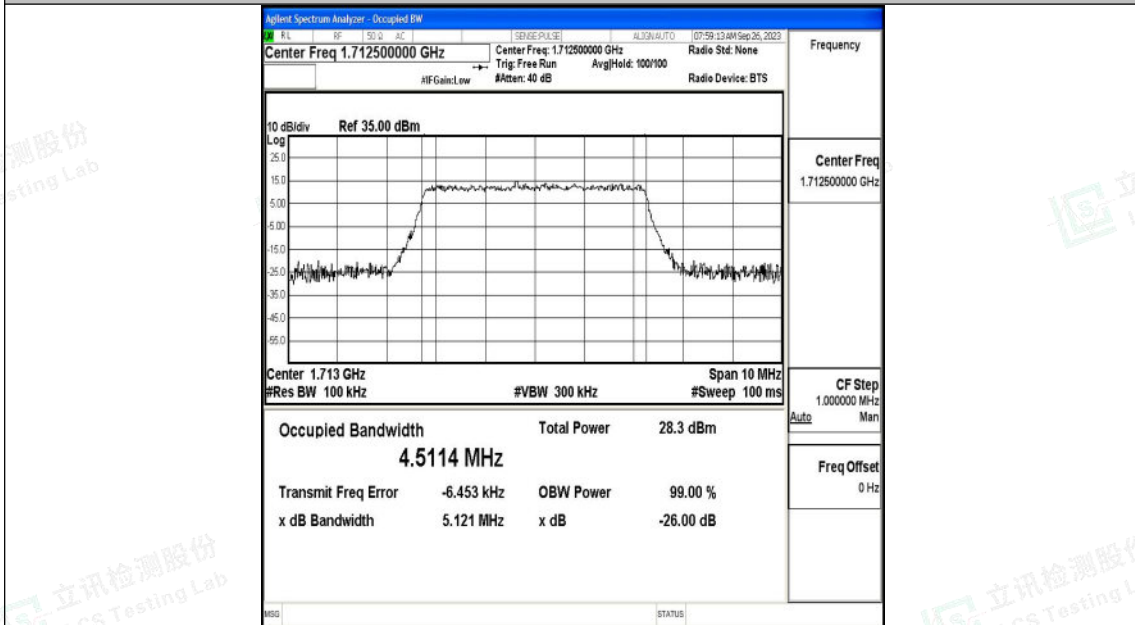 Agilent Spectrum Analyzer - Occupied BW
RL RF 50 Ω AC SENSE:PULSE ALIGNAUTO 07:59:13 AM Sep 26, 2023
Center Freq 1.712500000 GHz
Center Freq: 1.712500000 GHz
Radio Std: None
Trig: Free Run Avg|Hold: 100/100
#IFGain:Low
#Atten: 40 dB
Radio Device: BTS
Frequency
10 dB/div Ref 35.00 dBm
Log
25.0
15.0
5.00
-5.00
-15.0
-25.0
-35.0
-45.0
-55.0
Center Freq
1.712500000 GHz
Center 1.713 GHz
Span 10 MHz
#Res BW 100 kHz
#VBW 300 kHz
#Sweep 100 ms
CF Step
1.000000 MHz
Auto Man
Occupied Bandwidth
Total Power 28.3 dBm
4.5114 MHz
Freq Offset
0 Hz
Transmit Freq Error -6.453 kHz OBW Power 99.00 %
x dB Bandwidth 5.121 MHz x dB -26.00 dB
MSG
STATUS
测股份
sting Lab
立
立讯检测股份
CS Testing Lab
立讯检测股份
CS Testing L